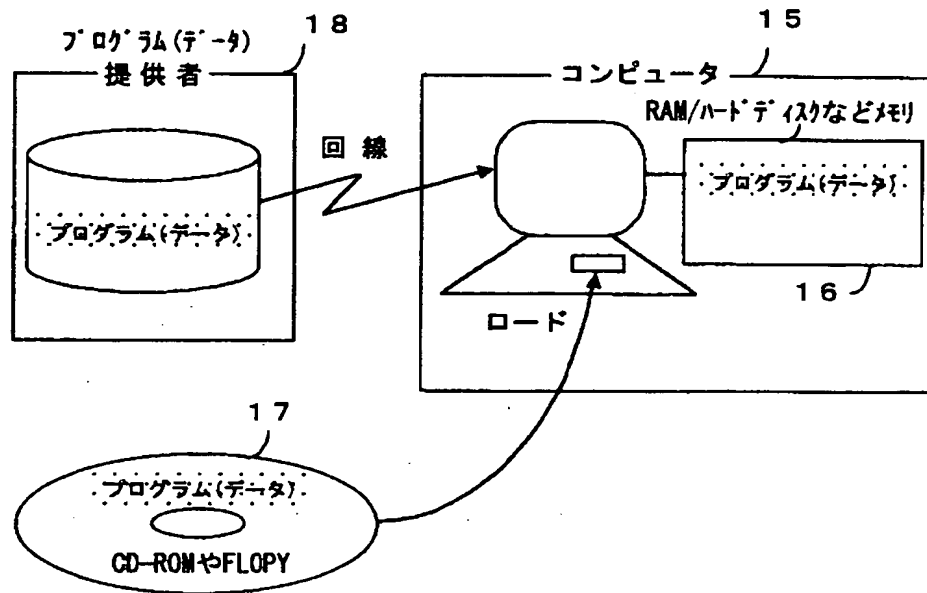 プログラム(データ)
提供者
18
プログラム(データ)
回線
15
コンピュータ
RAM/ハードディスクなどメモリ
プログラム(データ)
16
ロード
17
プログラム(データ)
CD-ROMやFLOPY